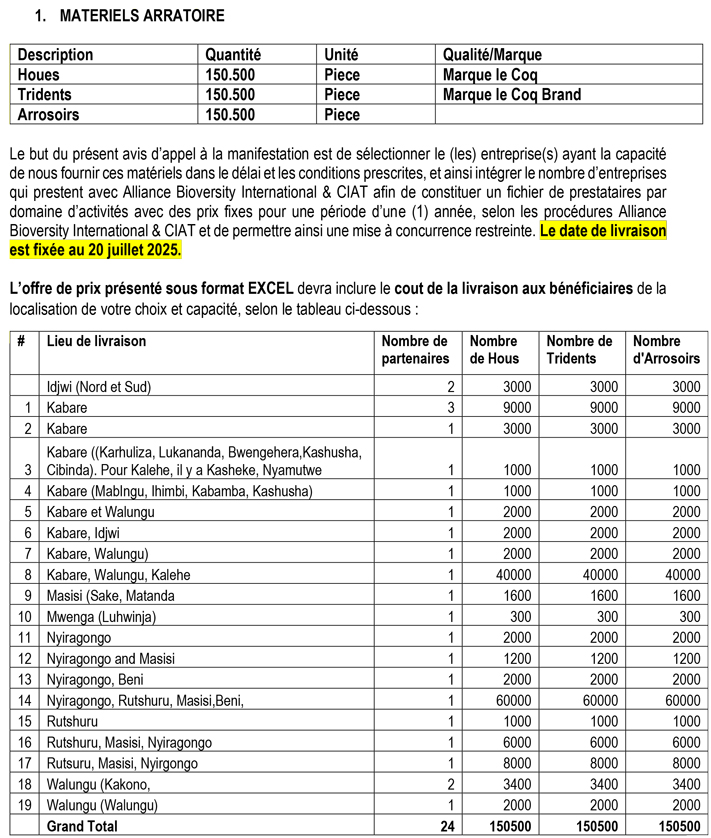 1. MATERIELS ARRATOIRE
Description Quantité Unité Qualité/Marque
Houes 150.500 Piece Marque le Coq
Tridents 150.500 Piece Marque le Coq Brand
Arrosoirs 150.500 Piece
Le but du présent avis d'appel à la manifestation est de sélectionner le (les) entreprise(s) ayant la capacité
de nous fournir ces matériels dans le délai et les conditions prescrites, et ainsi intégrer le nombre d'entreprises
qui prestent avec Alliance Bioversity International & CIAT afin de constituer un fichier de prestataires par
domaine d'activités avec des prix fixes pour une période d'une (1) année, selon les procédures Alliance
Bioversity International & CIAT et de permettre ainsi une mise à concurrence restreinte. Le date de livraison
est fixée au 20 juillet 2025.
L'offre de prix présenté sous format EXCEL devra inclure le cout de la livraison aux bénéficiaires de la
localisation de votre choix et capacité, selon le tableau ci-dessous :
# Lieu de livraison Nombre de partenaires Nombre de Hous Nombre de Tridents Nombre d'Arrosoirs
Idjwi (Nord et Sud) 2 3000 3000 3000
1 Kabare 3 9000 9000 9000
2 Kabare 1 3000 3000 3000
Kabare ((Karhuliza, Lukananda, Bwengehera,Kashusha,
3 Cibinda). Pour Kalehe, il y a Kasheke, Nyamutwe 1 1000 1000 1000
4 Kabare (MabIngu, Ihimbi, Kabamba, Kashusha) 1 1000 1000 1000
5 Kabare et Walungu 1 2000 2000 2000
6 Kabare, Idjwi 1 2000 2000 2000
7 Kabare, Walungu) 1 2000 2000 2000
8 Kabare, Walungu, Kalehe 1 40000 40000 40000
9 Masisi (Sake, Matanda 1 1600 1600 1600
10 Mwenga (Luhwinja) 1 300 300 300
11 Nyiragongo 1 2000 2000 2000
12 Nyiragongo and Masisi 1 1200 1200 1200
13 Nyiragongo, Beni 1 2000 2000 2000
14 Nyiragongo, Rutshuru, Masisi,Beni, 1 60000 60000 60000
15 Rutshuru 1 1000 1000 1000
16 Rutshuru, Masisi, Nyiragongo 1 6000 6000 6000
17 Rutsuru, Masisi, Nyirgongo 1 8000 8000 8000
18 Walungu (Kakono, 2 3400 3400 3400
19 Walungu (Walungu) 1 2000 2000 2000
Grand Total 24 150500 150500 150500